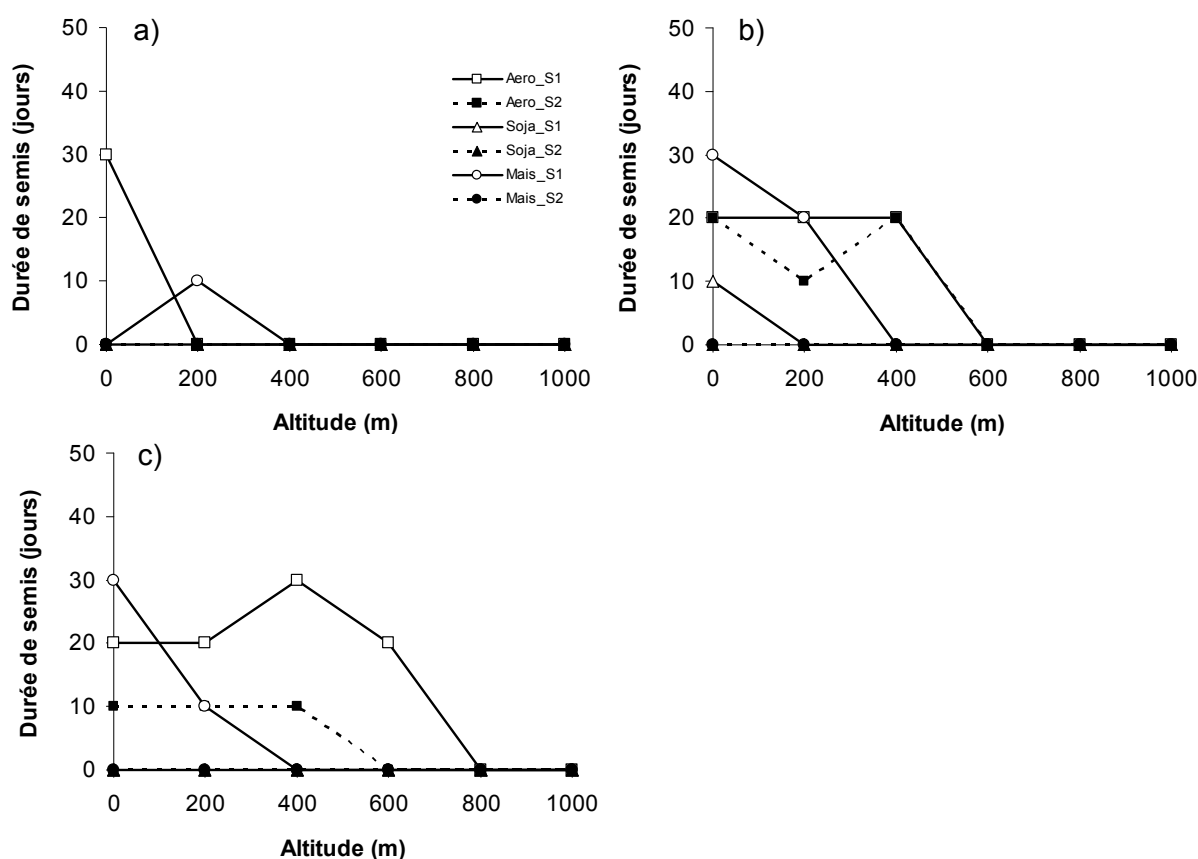 a)
50
40
30
20
10
0
Durée de semis (jours)
0 200 400 600 800 1000
Altitude (m)
Aero_S1
Aero_S2
Soja_S1
Soja_S2
Mais_S1
Mais_S2
b)
50
40
30
20
10
0
Durée de semis (jours)
0 200 400 600 800 1000
Altitude (m)
c)
50
40
30
20
10
0
Durée de semis (jours)
0 200 400 600 800 1000
Altitude (m)